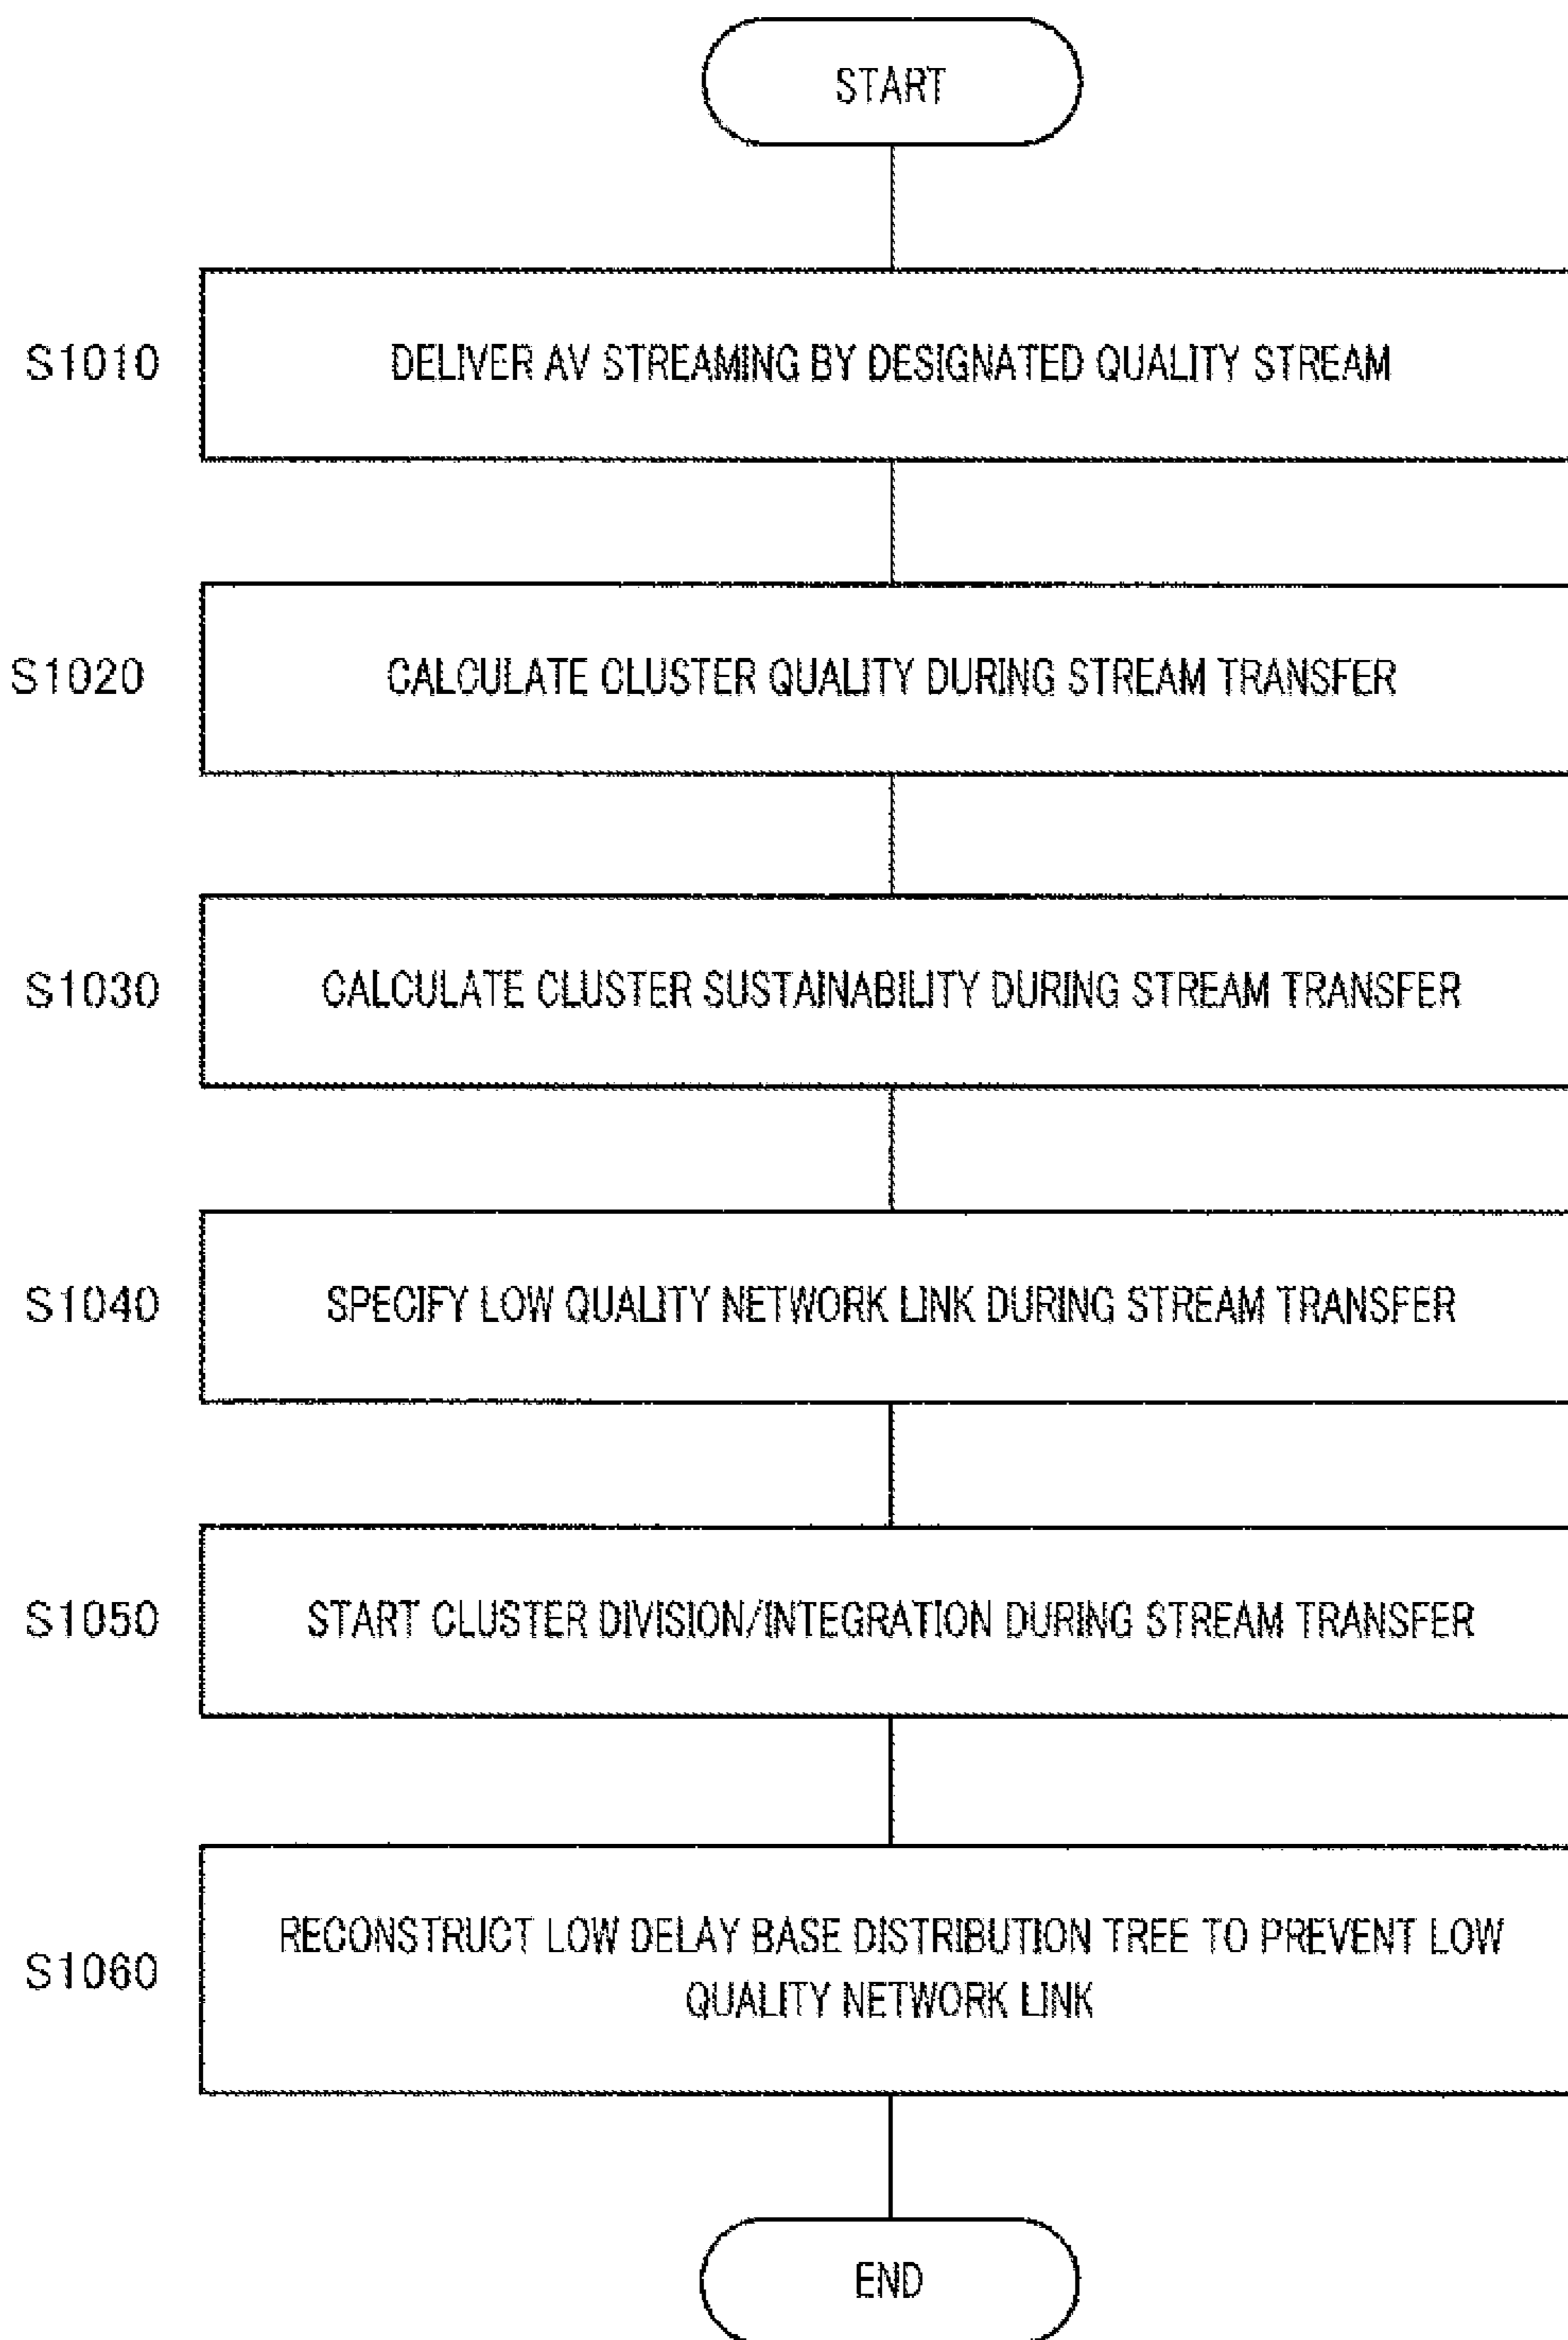 START
S1010
DELIVER AV STREAMING BY DESIGNATED QUALITY STREAM
S1020
CALCULATE CLUSTER QUALITY DURING STREAM TRANSFER
S1030
CALCULATE CLUSTER SUSTAINABILITY DURING STREAM TRANSFER
S1040
SPECIFY LOW QUALITY NETWORK LINK DURING STREAM TRANSFER
S1050
START CLUSTER DIVISION/INTEGRATION DURING STREAM TRANSFER
S1060
RECONSTRUCT LOW DELAY BASE DISTRIBUTION TREE TO PREVENT LOW
QUALITY NETWORK LINK
END